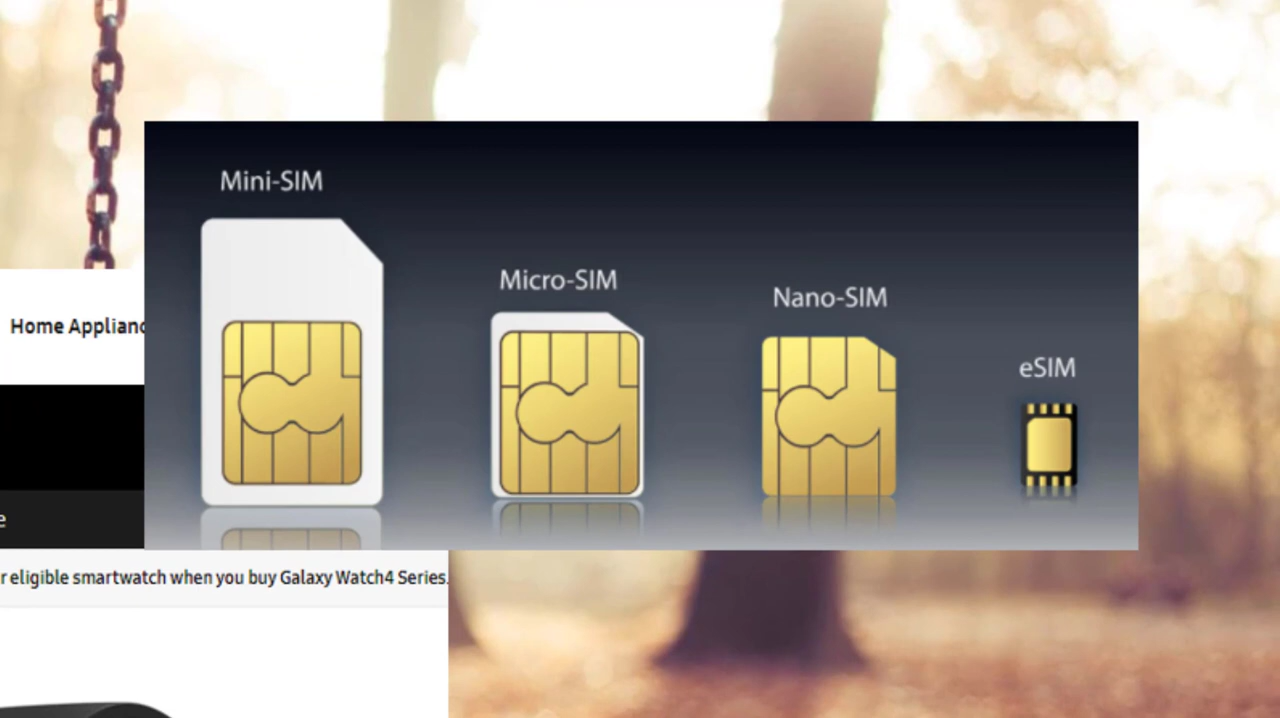 Mini-SIM
Micro-SIM
Nano-SIM
eSIM
Home Applianc
e
r eligible smartwatch when you buy Galaxy Watch4 Series.